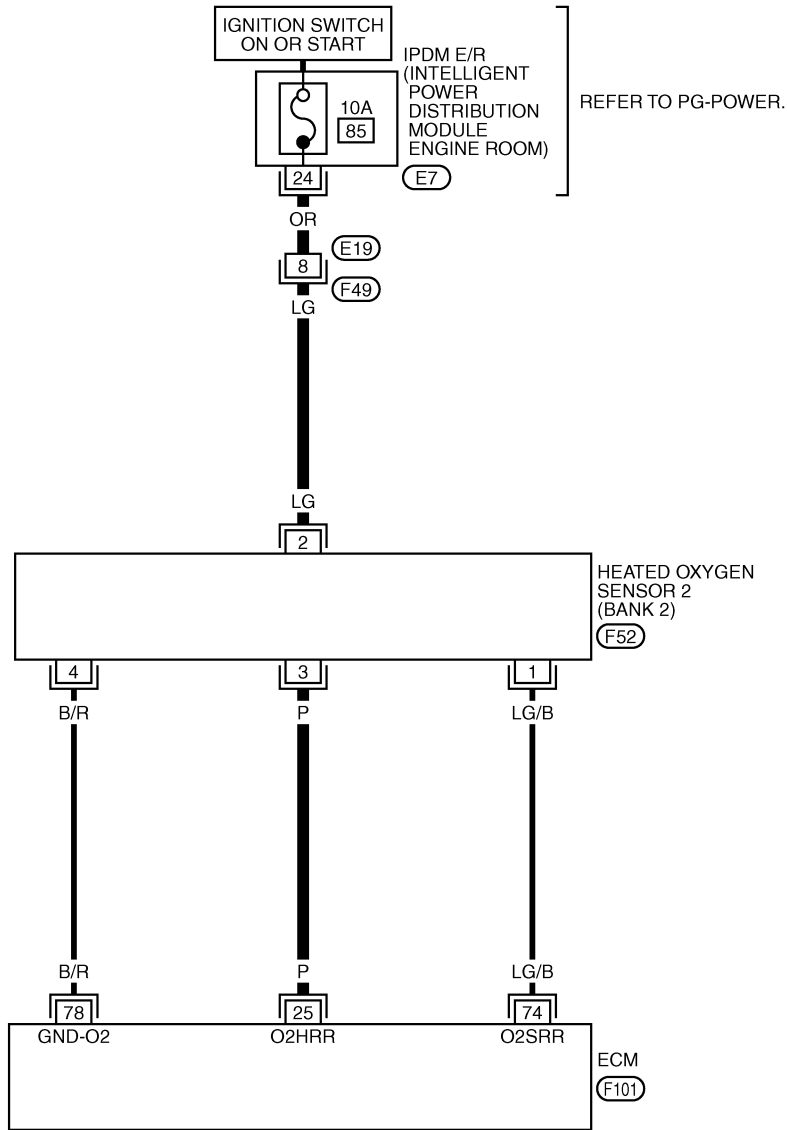 IGNITION SWITCH
ON OR START
IPDM E/R
(INTELLIGENT
POWER
DISTRIBUTION
MODULE
ENGINE ROOM)
REFER TO PG-POWER.
10A
85
24
E7
OR
E19
8
F49
LG
LG
2
HEATED OXYGEN
SENSOR 2
(BANK 2)
F52
4 3 1
B/R P LG/B
B/R P LG/B
78 25 74
GND-O2 O2HRR O2SRR
ECM
F101